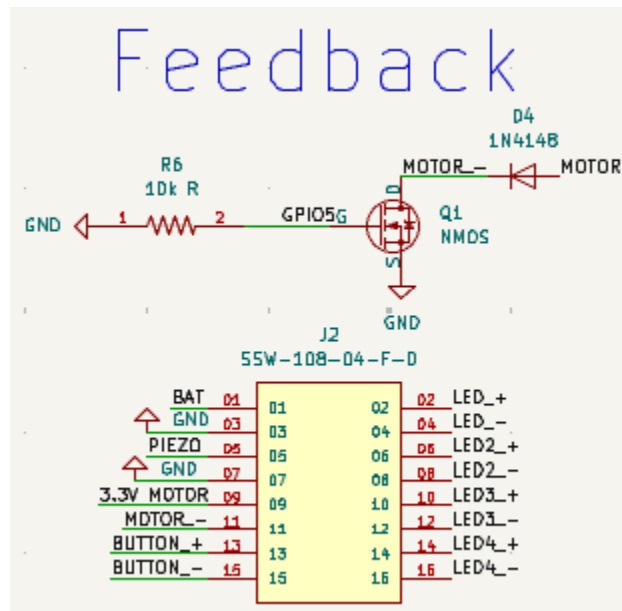 Feedback
D4
1N4148
MOTOR_- MOTOR
R6
10k R
GND 1 2 GPIO5 G D S Q1
NMOS
GND
J2
SSW-108-04-F-D
BAT 01 01 02 02 LED_+
GND 03 03 04 04 LED_-
PIEZO 05 05 06 06 LED2_+
GND 07 07 08 08 LED2_-
3.3V MOTOR 09 09 10 10 LED3_+
MOTOR_- 11 11 12 12 LED3_-
BUTTON_+ 13 13 14 14 LED4_+
BUTTON_- 15 15 16 16 LED4_-